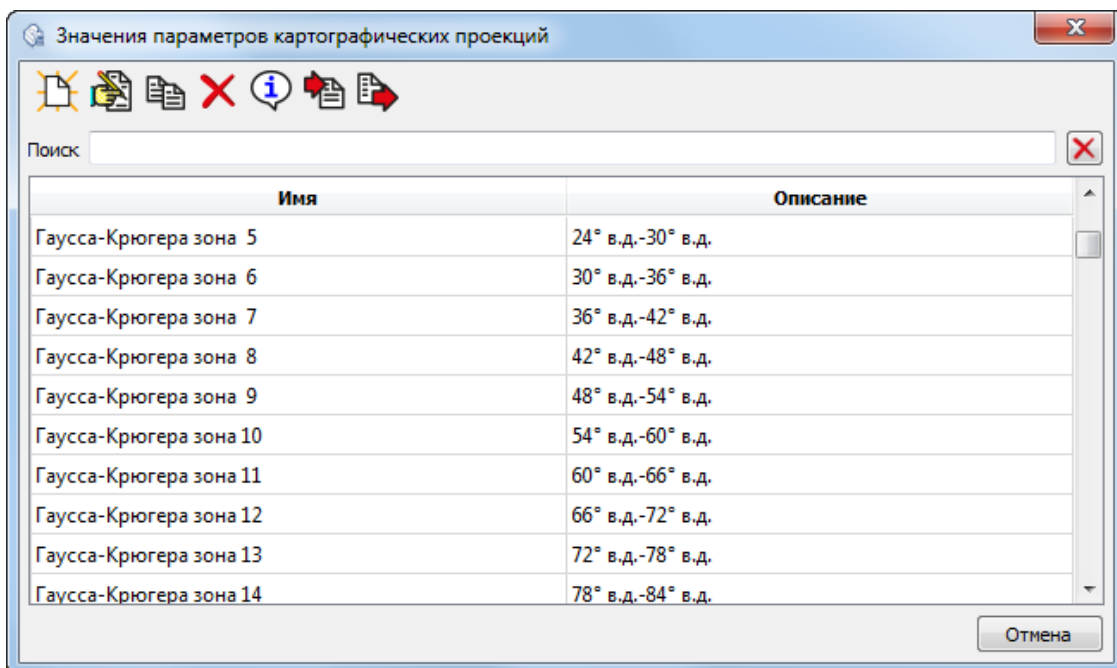 Значения параметров картографических проекций
Поиск
Имя Описание
Гаусса-Крюгера зона 5 24° в.д.-30° в.д.
Гаусса-Крюгера зона 6 30° в.д.-36° в.д.
Гаусса-Крюгера зона 7 36° в.д.-42° в.д.
Гаусса-Крюгера зона 8 42° в.д.-48° в.д.
Гаусса-Крюгера зона 9 48° в.д.-54° в.д.
Гаусса-Крюгера зона 10 54° в.д.-60° в.д.
Гаусса-Крюгера зона 11 60° в.д.-66° в.д.
Гаусса-Крюгера зона 12 66° в.д.-72° в.д.
Гаусса-Крюгера зона 13 72° в.д.-78° в.д.
Гаусса-Крюгера зона 14 78° в.д.-84° в.д.
Отмена